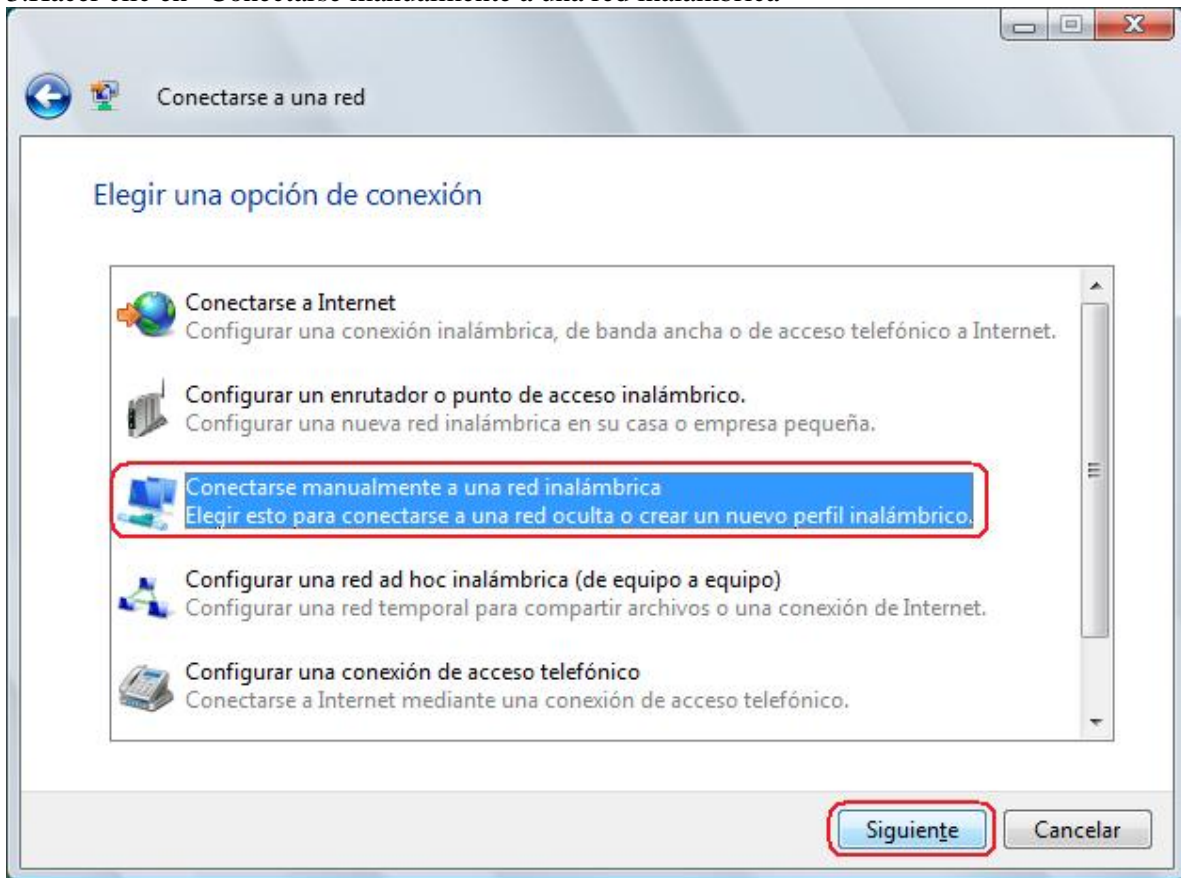 Conectarse a una red
Elegir una opción de conexión
Conectarse a Internet
Configurar una conexión inalámbrica, de banda ancha o de acceso telefónico a Internet.
Configurar un enrutador o punto de acceso inalámbrico.
Configurar una nueva red inalámbrica en su casa o empresa pequeña.
Conectarse manualmente a una red inalámbrica
Elegir esto para conectarse a una red oculta o crear un nuevo perfil inalámbrico.
Configurar una red ad hoc inalámbrica (de equipo a equipo)
Configurar una red temporal para compartir archivos o una conexión de Internet.
Configurar una conexión de acceso telefónico
Conectarse a Internet mediante una conexión de acceso telefónico.
Siguiente
Cancelar